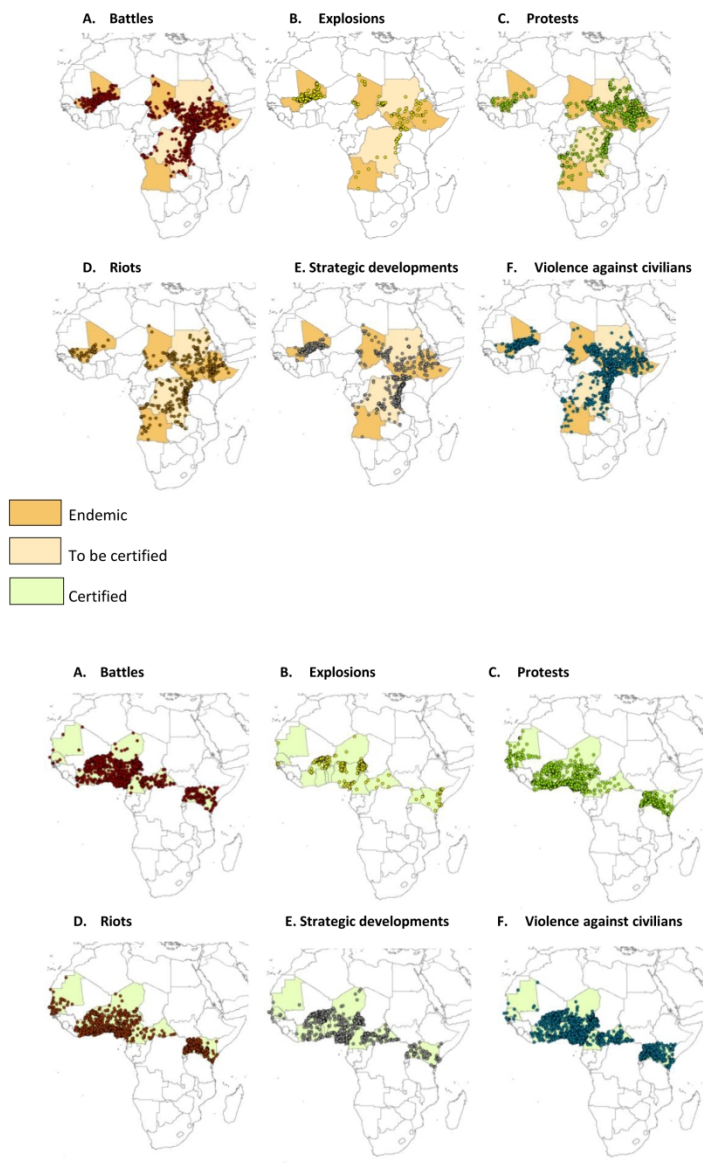 A. Battles
B. Explosions
C. Protests
D. Riots
E. Strategic developments
F. Violence against civilians
Endemic
To be certified
Certified
A. Battles
B. Explosions
C. Protests
D. Riots
E. Strategic developments
F. Violence against civilians